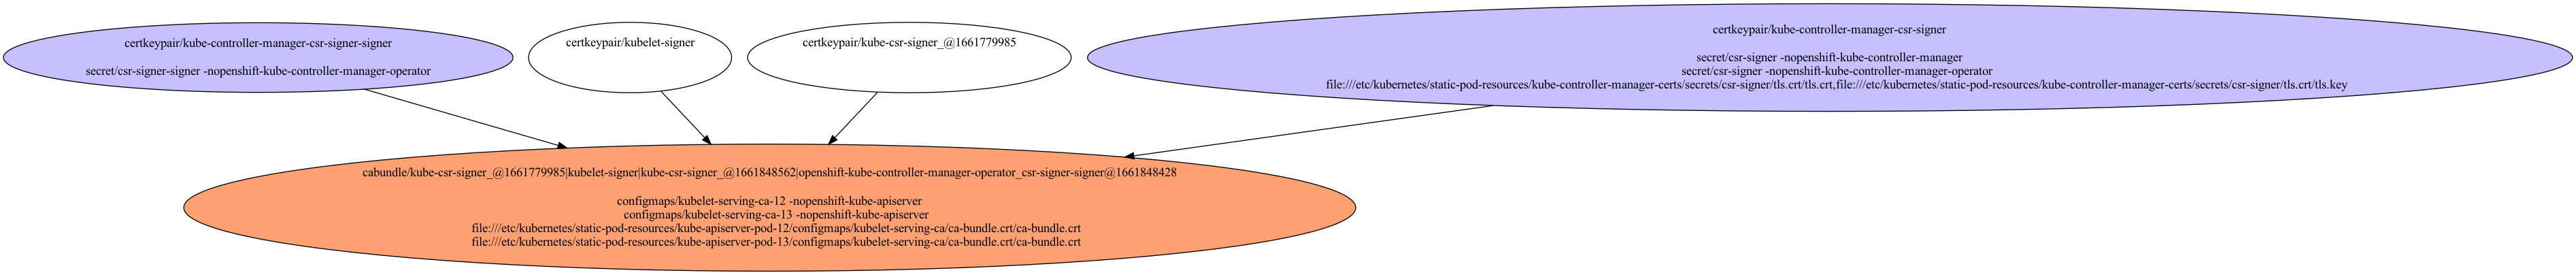 certkeypair/kube-controller-manager-csr-signer-signer
secret/csr-signer-signer -nopenshift-kube-controller-manager-operator
certkeypair/kubelet-signer
certkeypair/kube-csr-signer_@1661779985
certkeypair/kube-controller-manager-csr-signer
secret/csr-signer -nopenshift-kube-controller-manager
secret/csr-signer -nopenshift-kube-controller-manager-operator
file:///etc/kubernetes/static-pod-resources/kube-controller-manager-certs/secrets/csr-signer/tls.crt/tls.crt,file:///etc/kubernetes/static-pod-resources/kube-controller-manager-certs/secrets/csr-signer/tls.crt/tls.key
cabundle/kube-csr-signer_@1661779985|kubelet-signer|kube-csr-signer_@1661848562|openshift-kube-controller-manager-operator_csr-signer-signer@1661848428
configmaps/kubelet-serving-ca-12 -nopenshift-kube-apiserver
configmaps/kubelet-serving-ca-13 -nopenshift-kube-apiserver
file:///etc/kubernetes/static-pod-resources/kube-apiserver-pod-12/configmaps/kubelet-serving-ca/ca-bundle.crt/ca-bundle.crt
file:///etc/kubernetes/static-pod-resources/kube-apiserver-pod-13/configmaps/kubelet-serving-ca/ca-bundle.crt/ca-bundle.crt